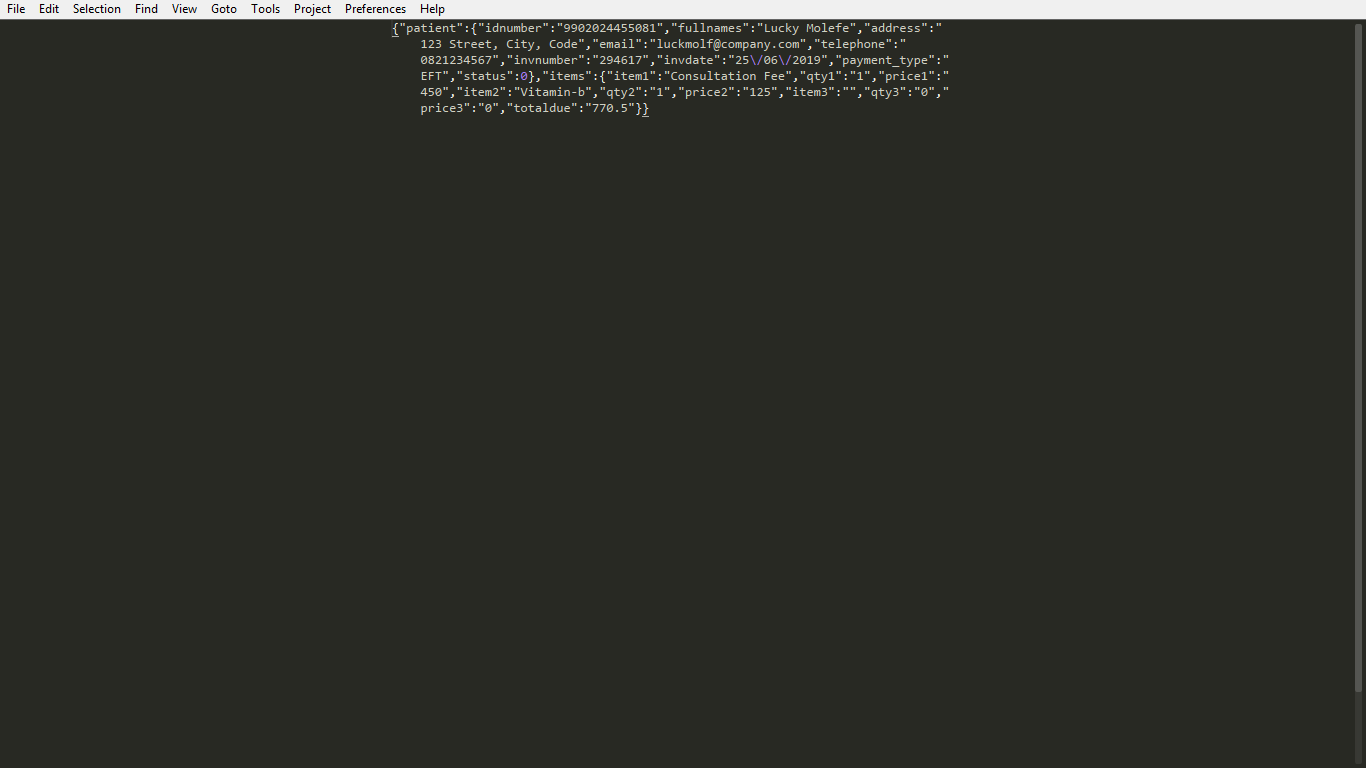 File Edit Selection Find View Goto Tools Project Preferences Help
{"patient":{"idnumber":"9902024455081","fullnames":"Lucky Molefe","address":"
123 Street, City, Code","email":"luckmolf@company.com","telephone":"
0821234567","invnumber":"294617","invdate":"25\/06\/2019","payment_type":"
EFT","status":0},"items":{"item1":"Consultation Fee","qty1":"1","price1":"
450","item2":"Vitamin-b","qty2":"1","price2":"125","item3":"","qty3":"0","
price3":"0","totaldue":"770.5"}}